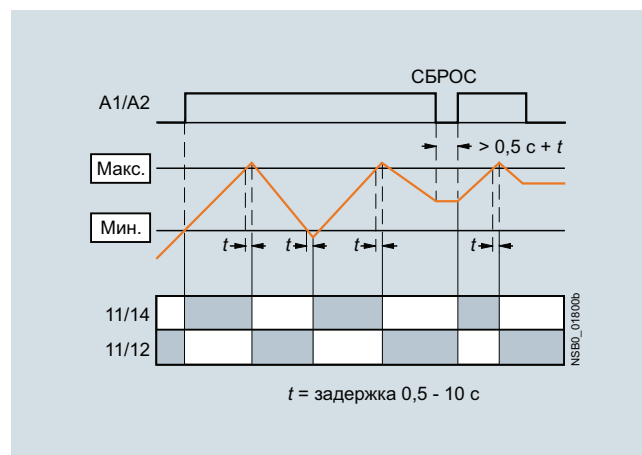 СБРОС
A1/A2
> 0,5 c + t
Макс.
Мин.
t
t
t
t
11/14
11/12
NSB0_01800b
t = задержка 0,5 - 10 c